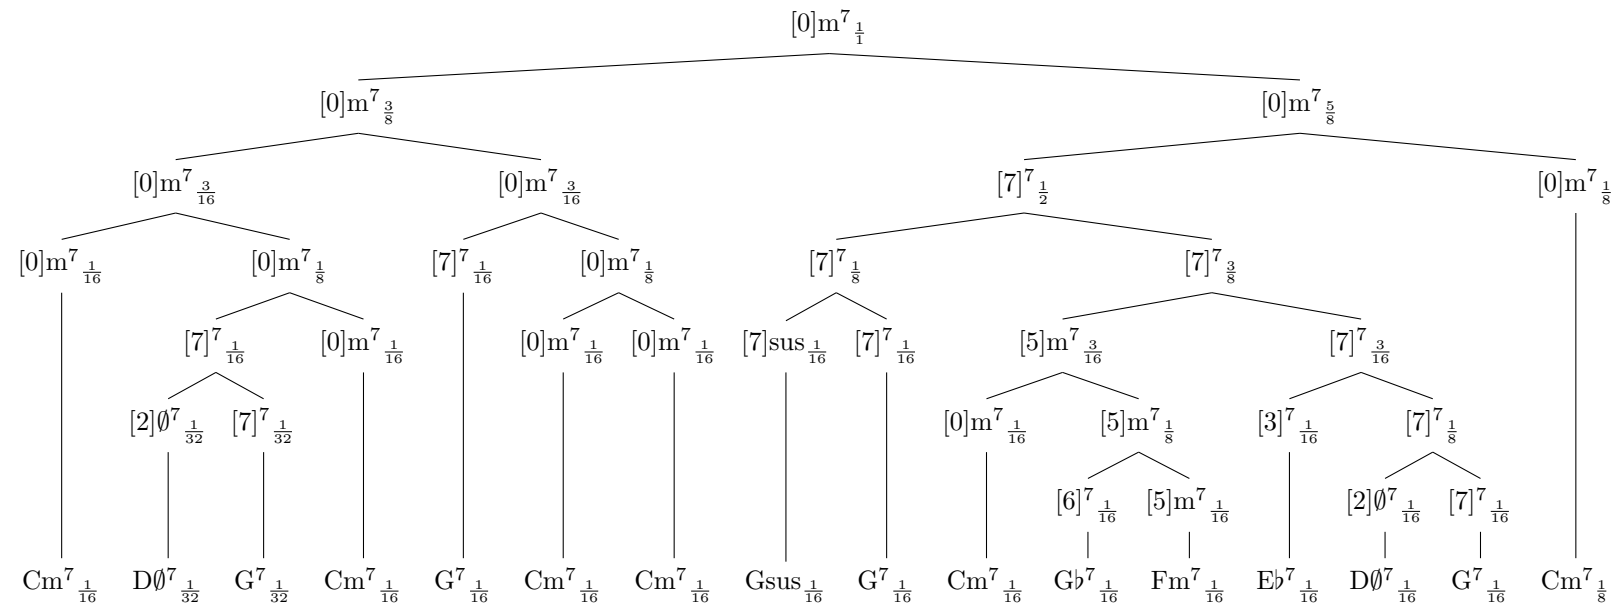 [0]m⁷ 1/1
[0]m⁷ 3/8 [0]m⁷ 5/8
[0]m⁷ 3/16 [0]m⁷ 3/16 [7]⁷ 1/2 [0]m⁷ 1/8
[0]m⁷ 1/16 [0]m⁷ 1/8 [7]⁷ 1/16 [0]m⁷ 1/8 [7]⁷ 1/8 [7]⁷ 3/8
[7]⁷ 1/16 [0]m⁷ 1/16 [0]m⁷ 1/16 [0]m⁷ 1/16 [7]sus 1/16 [7]⁷ 1/16 [5]m⁷ 3/16 [7]⁷ 3/16
[2]∅⁷ 1/32 [7]⁷ 1/32 [0]m⁷ 1/16 [5]m⁷ 1/8 [3]⁷ 1/16 [7]⁷ 1/8
[6]⁷ 1/16 [5]m⁷ 1/16 [2]∅⁷ 1/16 [7]⁷ 1/16
Cm⁷ 1/16 D∅⁷ 1/32 G⁷ 1/32 Cm⁷ 1/16 G⁷ 1/16 Cm⁷ 1/16 Cm⁷ 1/16 Gsus 1/16 G⁷ 1/16 Cm⁷ 1/16 G♭⁷ 1/16 Fm⁷ 1/16 E♭⁷ 1/16 D∅⁷ 1/16 G⁷ 1/16 Cm⁷ 1/8